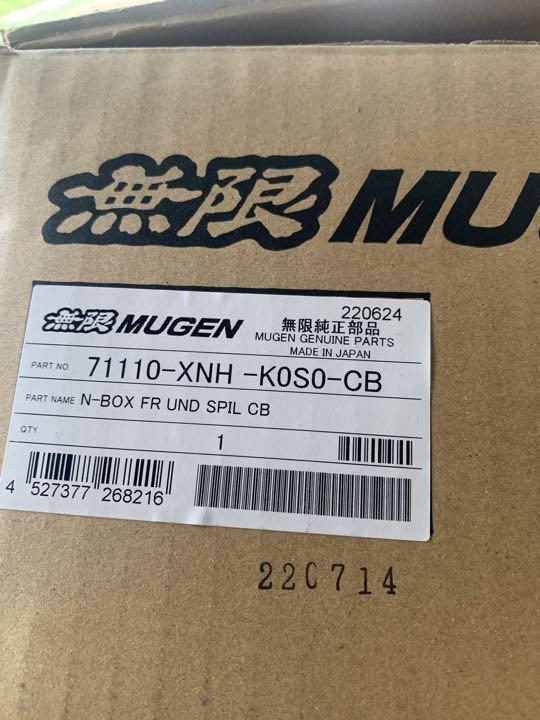 無限 MU
220624
無限 MUGEN 無限純正部品
MUGEN GENUINE PARTS
MADE IN JAPAN
PART NO 71110-XNH -K0S0-CB
PART NAME N-BOX FR UND SPIL CB
QTY 1
4 527377 268216
220714